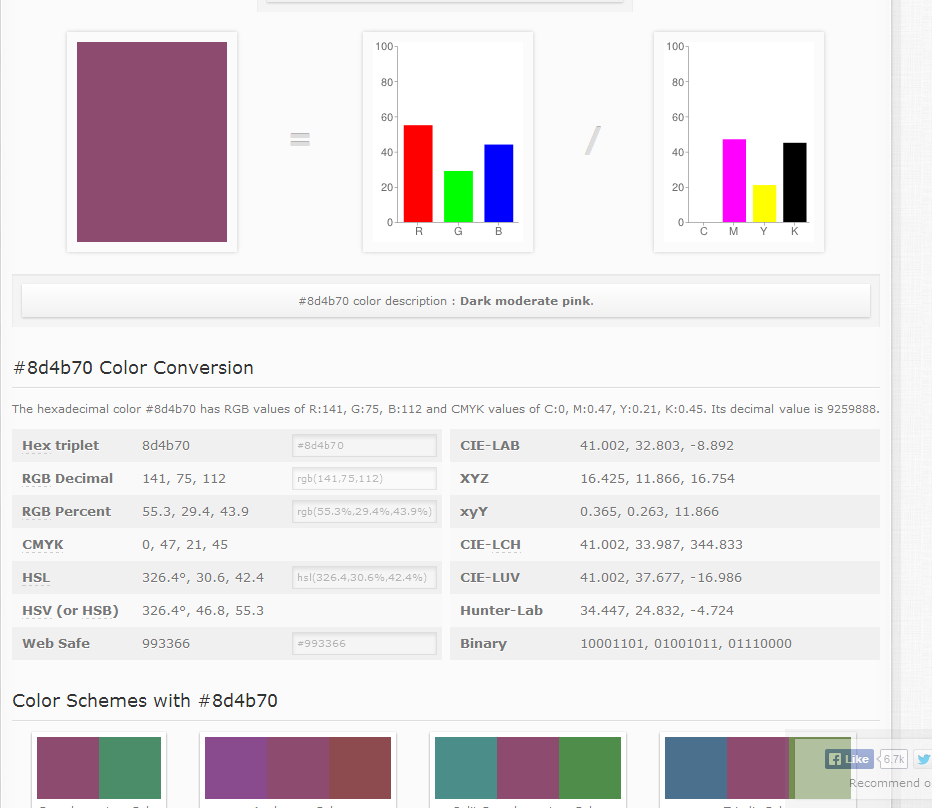 100
80
60
40
20
0
R G B
=
/
100
80
60
40
20
0
C M Y K
#8d4b70 color description : Dark moderate pink.
#8d4b70 Color Conversion
The hexadecimal color #8d4b70 has RGB values of R:141, G:75, B:112 and CMYK values of C:0, M:0.47, Y:0.21, K:0.45. Its decimal value is 9259888.
Hex triplet 8d4b70 #8d4b70
RGB Decimal 141, 75, 112 rgb(141,75,112)
RGB Percent 55.3, 29.4, 43.9 rgb(55.3%,29.4%,43.9%)
CMYK 0, 47, 21, 45
HSL 326.4°, 30.6, 42.4 hsl(326.4,30.6%,42.4%)
HSV (or HSB) 326.4°, 46.8, 55.3
Web Safe 993366 #993366
CIE-LAB 41.002, 32.803, -8.892
XYZ 16.425, 11.866, 16.754
xyY 0.365, 0.263, 11.866
CIE-LCH 41.002, 33.987, 344.833
CIE-LUV 41.002, 37.677, -16.986
Hunter-Lab 34.447, 24.832, -4.724
Binary 10001101, 01001011, 01110000
Color Schemes with #8d4b70
Like 6.7k
Recommend o